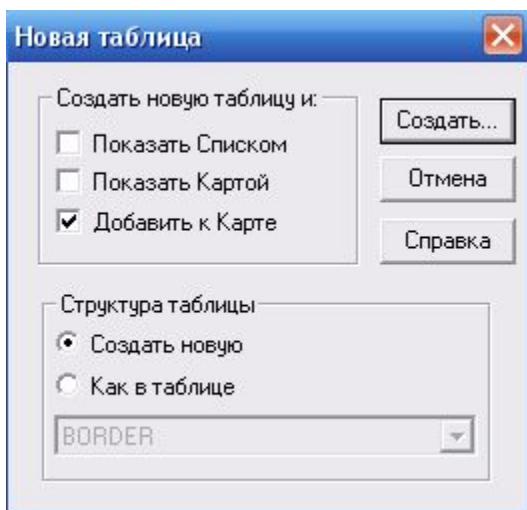 Новая таблица
Создать новую таблицу и:
Показать Списком
Показать Картой
Добавить к Карте
Создать...
Отмена
Справка
Структура таблицы
Создать новую
Как в таблице
BORDER